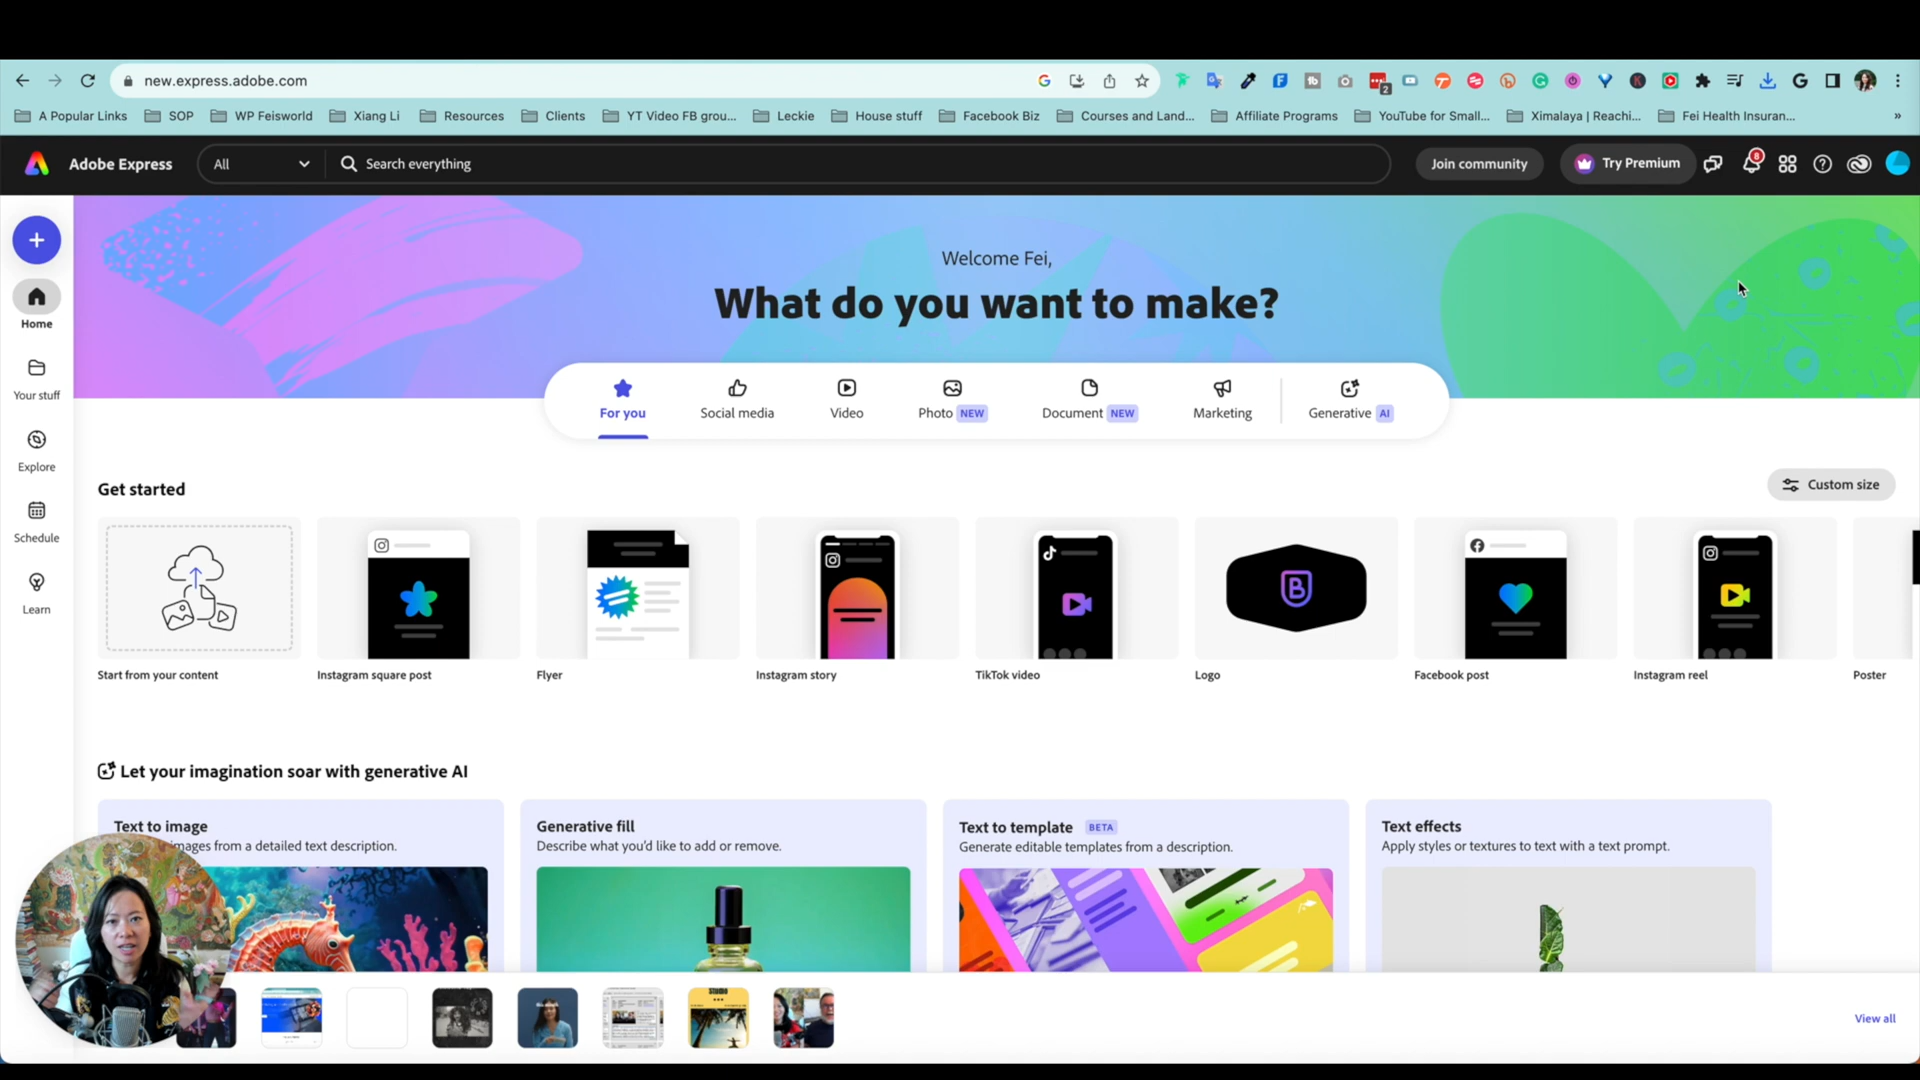 new.express.adobe.com
2
A Popular Links
SOP
WP Feisworld
Xiang Li
Resources
Clients
YT Video FB grou...
Leckie
House stuff
Facebook Biz
Courses and Land...
Affiliate Programs
YouTube for Small...
Ximalaya | Reachi...
Fei Health Insuran...
»
Adobe Express
All
Search everything
Join community
Try Premium
8
Home
Your stuff
Explore
Schedule
Learn
Welcome Fei,
What do you want to make?
For you
Social media
Video
Photo NEW
Document NEW
Marketing
Generative AI
Get started
Custom size
B
Start from your content
Instagram square post
Flyer
Instagram story
TikTok video
Logo
Facebook post
Instagram reel
Poster
Let your imagination soar with generative AI
Text to image
images from a detailed text description.
Generative fill
Describe what you'd like to add or remove.
Text to template BETA
Generate editable templates from a description.
Text effects
Apply styles or textures to text with a text prompt.
STUDIO
View all